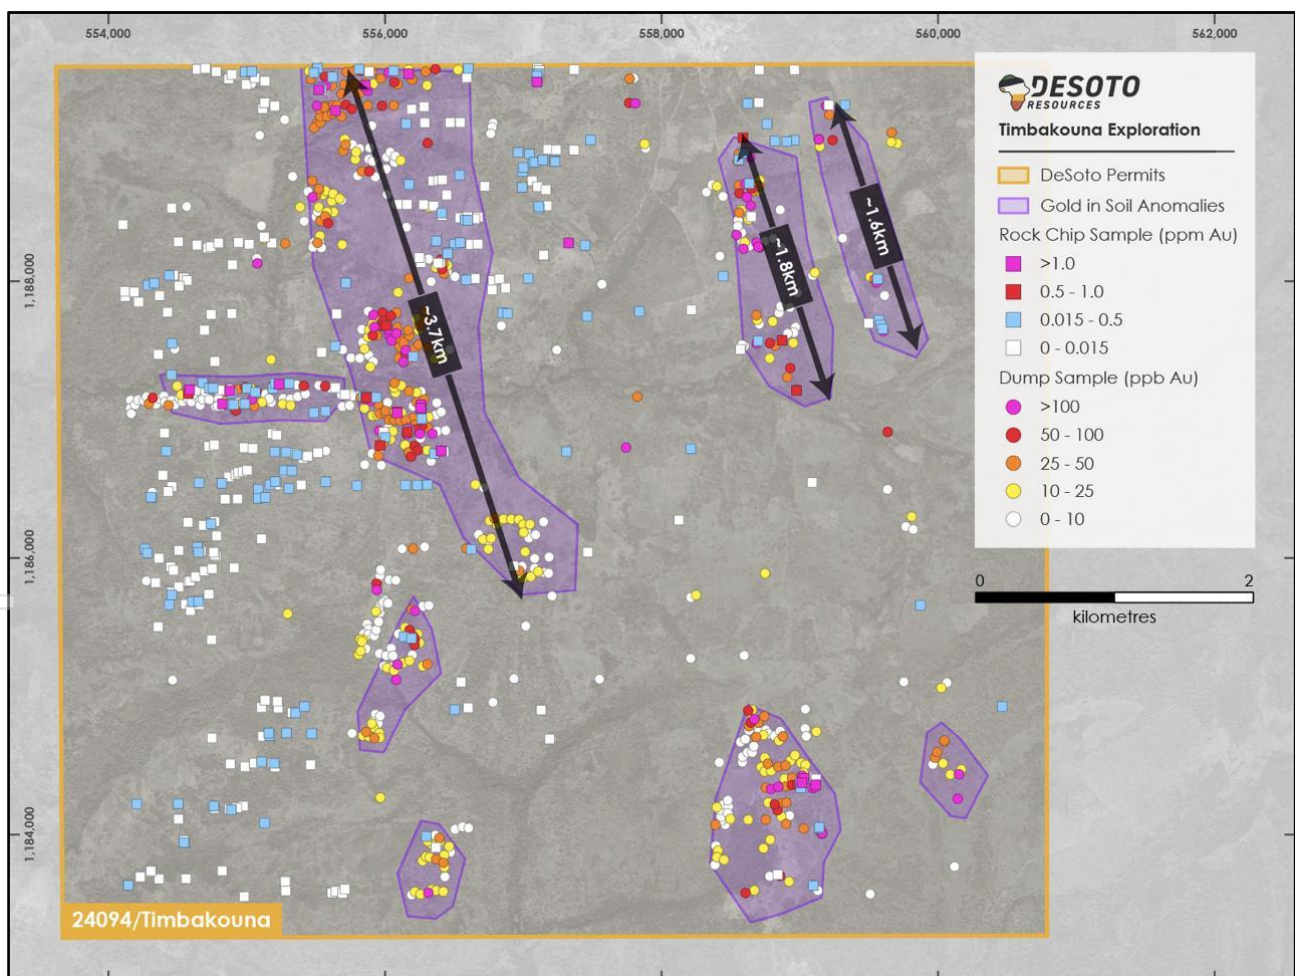 554,000
556,000
558,000
560,000
562,000
1,188,000
1,186,000
1,184,000
DESOTO
RESOURCES
Timbakouna Exploration
DeSoto Permits
Gold in Soil Anomalies
Rock Chip Sample (ppm Au)
>1.0
0.5 - 1.0
0.015 - 0.5
0 - 0.015
Dump Sample (ppb Au)
>100
50 - 100
25 - 50
10 - 25
0 - 10
0
2
kilometres
~3.7km
~1.8km
~1.6km
24094/Timbakouna